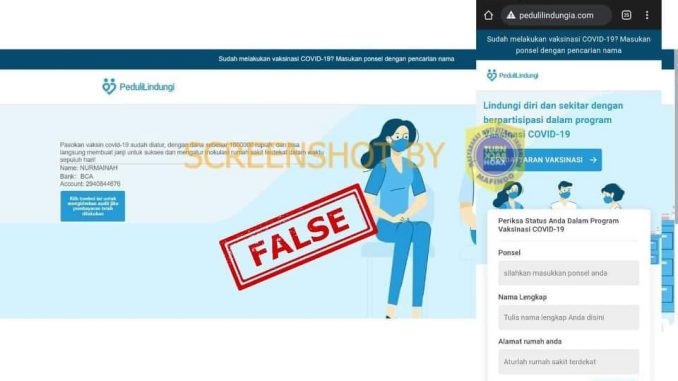 Sudah melakukan vaksinasi COVID-19? Masukan ponsel dengan pencarian nama
PeduliLindungi
Pasokan vaksin covid-19 sudah diatur, dengan dana sebesar 1600000 rupiah, dan bisa
langsung membuat janji untuk sukses dan mengatur inokulan rumah sakit terdekat dalam waktu
sepuluh hari!
Name: NURMAINAH
Bank: BCA
Account: 2940844876
Klik tombol ini untuk
mengirimkan audit jika
pembayaran telah
dilakukan
SCREENSHOT BY
FALSE
pedulilindungia.com
25
Sudah melakukan vaksinasi COVID-19? Masukan
ponsel dengan pencarian nama
PeduliLindungi
Lindungi diri dan sekitar dengan
berpartisipasi dalam program
vaksinasi COVID-19
VAKSINASI
TURN
BACK
HOAX
MAFINDO
Periksa Status Anda Dalam Program
Vaksinasi COVID-19
Ponsel
silahkan masukkan ponsel anda
Nama Lengkap
Tulis nama lengkap Anda disini
Alamat rumah anda
Aturlah rumah sakit terdekat